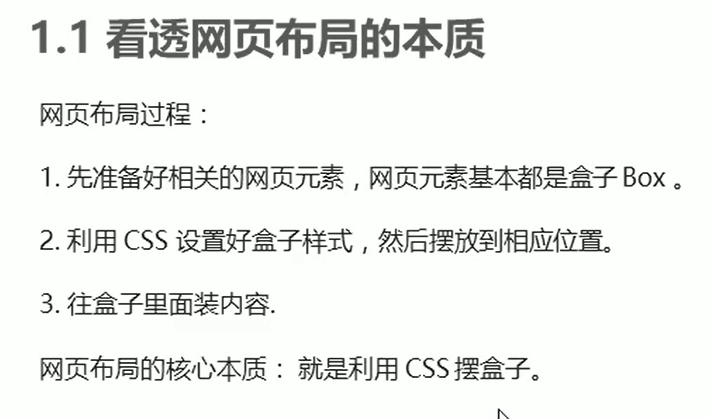 1.1 看透网页布局的本质
网页布局过程：
1. 先准备好相关的网页元素，网页元素基本都是盒子 Box 。
2. 利用 CSS 设置好盒子样式，然后摆放到相应位置。
3. 往盒子里面装内容.
网页布局的核心本质： 就是利用 CSS 摆盒子。